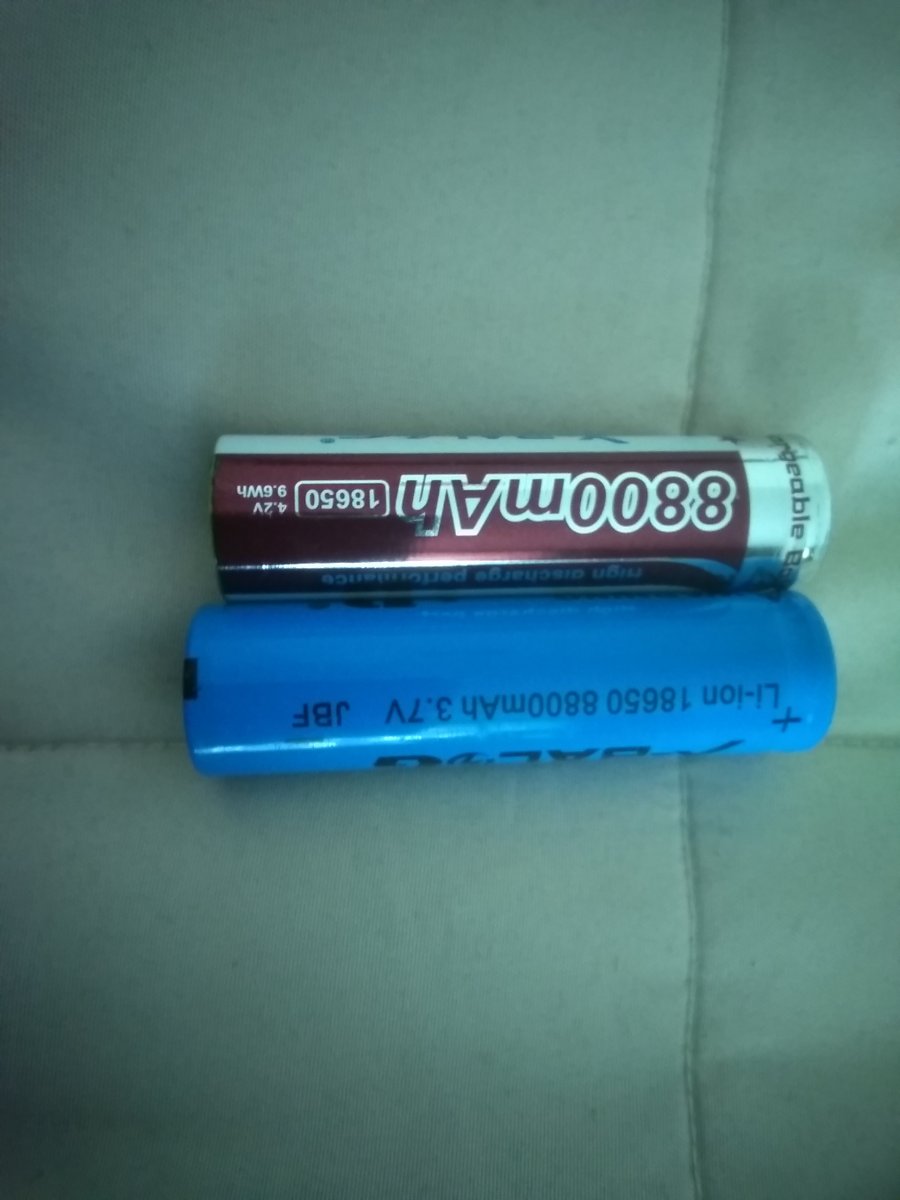 +
Li-ion 18650 8800mAh 3.7V JBF
High discharge performance
8800mAh 18650 4.2V
9.6Wh